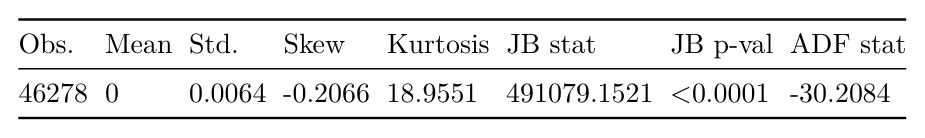 Obs. Mean Std. Skew Kurtosis JB stat JB p-val ADF stat
46278 0 0.0064 -0.2066 18.9551 491079.1521 <0.0001 -30.2084